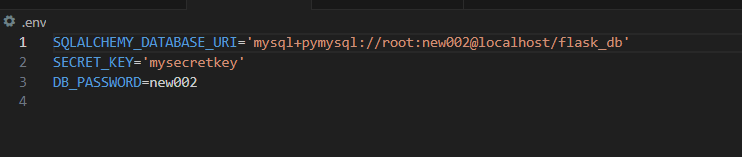 .env
1 SQLALCHEMY_DATABASE_URI='mysql+pymysql://root:new002@localhost/flask_db'
2 SECRET_KEY='mysecretkey'
3 DB_PASSWORD=new002
4